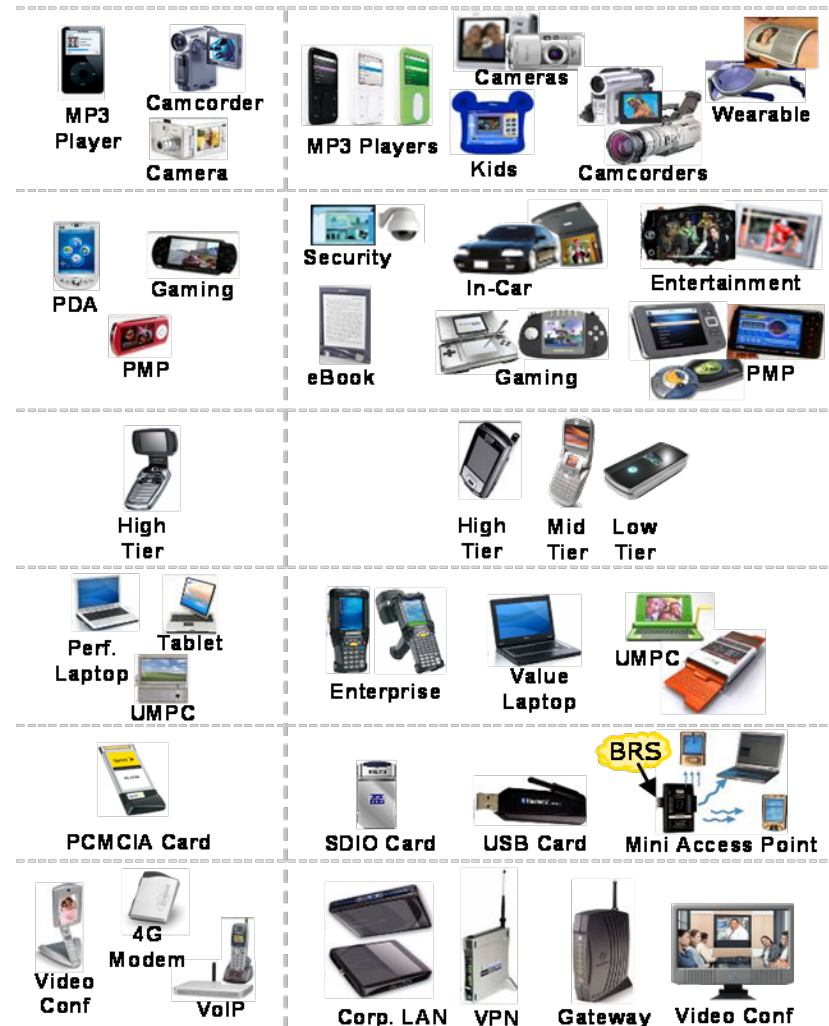 MP3
Player
Camcorder
Camera
MP3 Players
Cameras
Kids
Camcorders
Wearable
PDA
Gaming
PMP
Security
In-Car
Entertainment
eBook
Gaming
PMP
High
Tier
High
Tier
Mid
Tier
Low
Tier
Perf.
Laptop
Tablet
UMPC
Enterprise
Value
Laptop
UMPC
PCMCIA Card
SDIO Card
USB Card
BRS
Mini Access Point
Video
Conf
4G
Modem
VoIP
Corp. LAN
VPN
Gateway
Video Conf